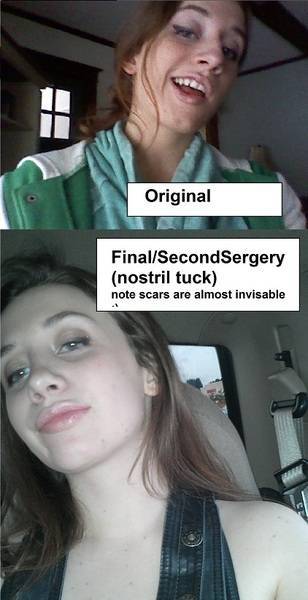 Original
Final/SecondSergery
(nostril tuck)
note scars are almost invisable
:)